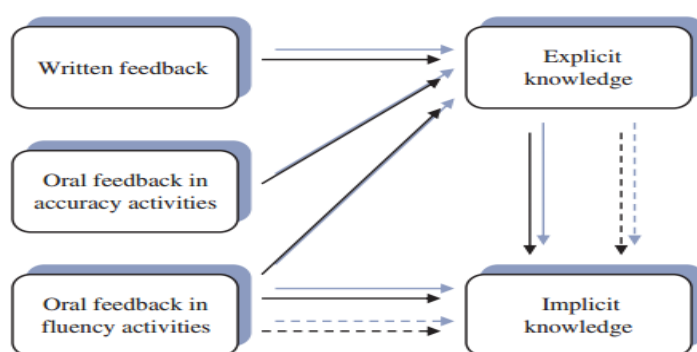 Written feedback
Explicit
knowledge
Oral feedback in
accuracy activities
Oral feedback in
fluency activities
Implicit
knowledge